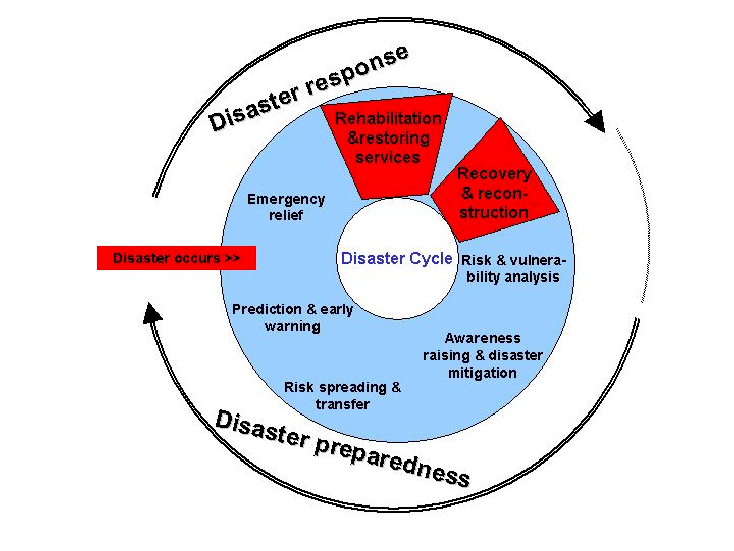 Disaster response
Rehabilitation
&restoring
services
Recovery
& recon-
struction
Emergency
relief
Disaster occurs >>
Disaster Cycle
Risk & vulnera-
bility analysis
Prediction & early
warning
Awareness
raising & disaster
mitigation
Risk spreading &
transfer
Disaster preparedness